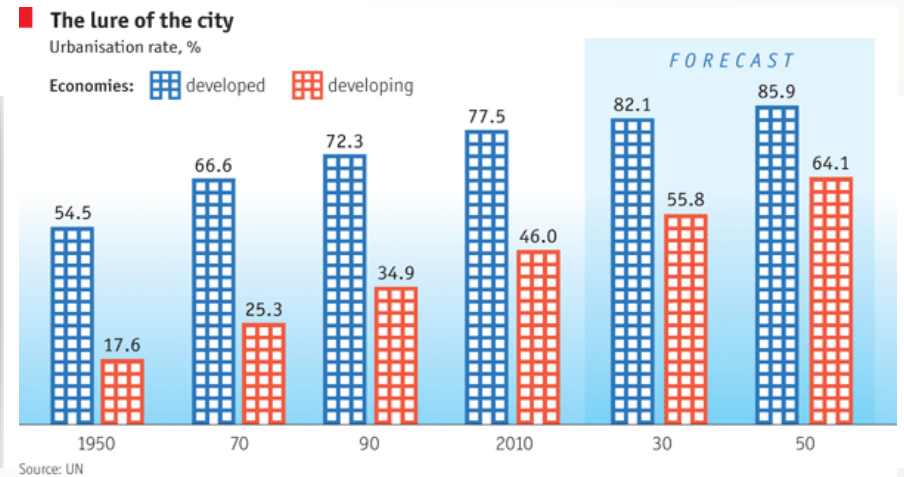 The lure of the city
Urbanisation rate, %
Economies: developed developing
FORECAST
54.5
17.6
66.6
25.3
72.3
34.9
77.5
46.0
82.1
55.8
85.9
64.1
1950 70 90 2010 30 50
Source: UN